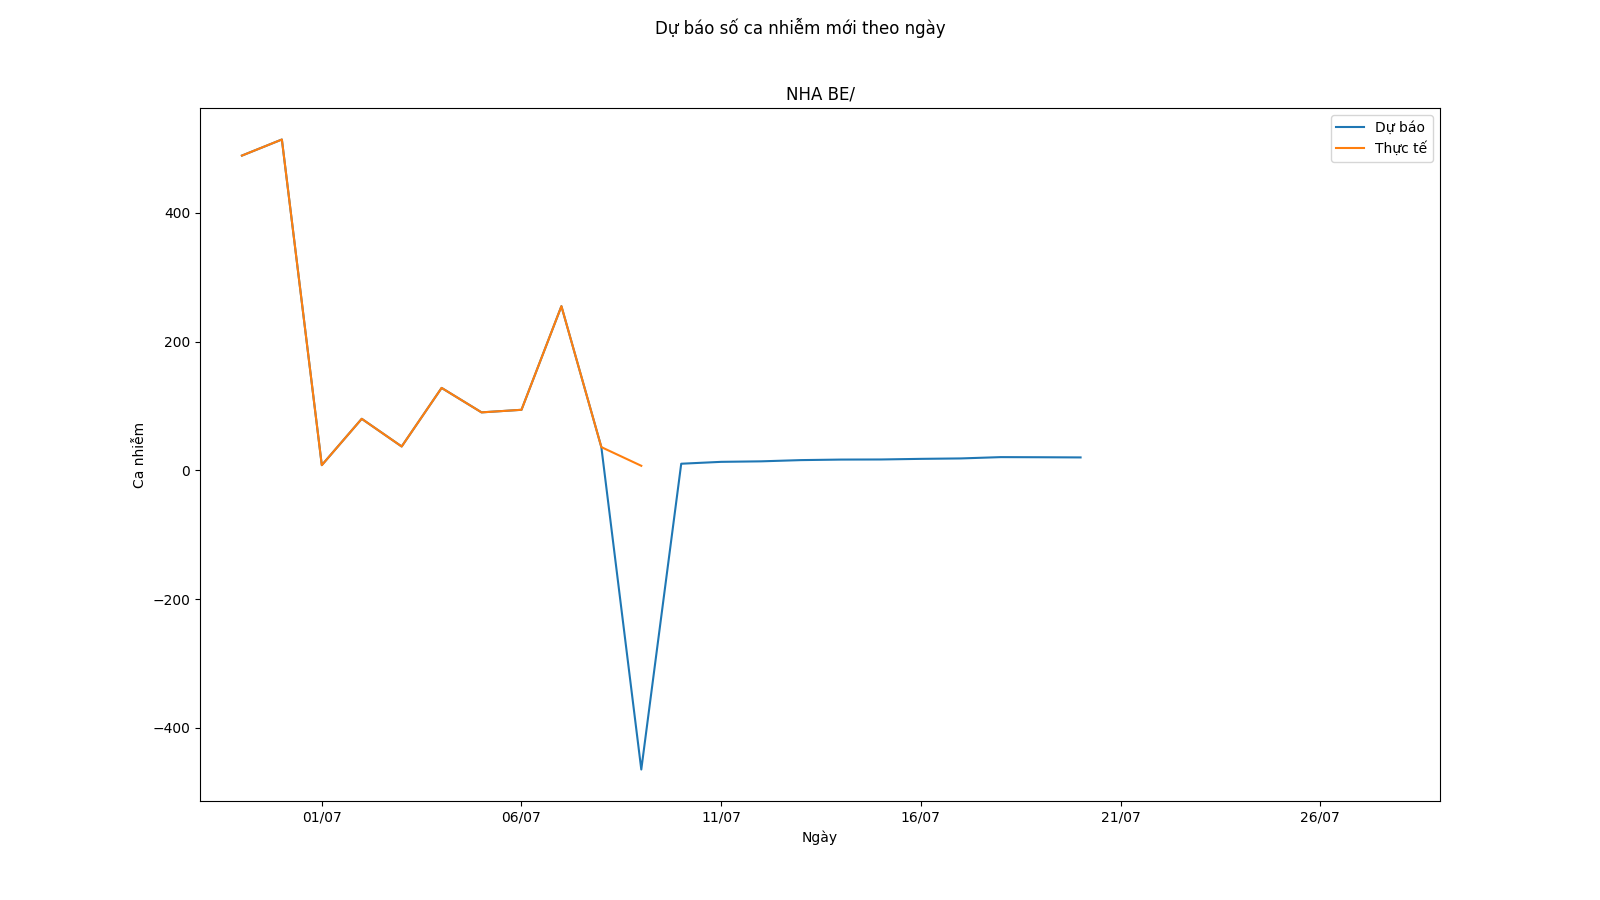 Dự báo số ca nhiễm mới theo ngày
NHA BE/
Dự báo
Thực tế
400
200
0
−200
−400
Ca nhiễm
01/07
06/07
11/07
16/07
21/07
26/07
Ngày